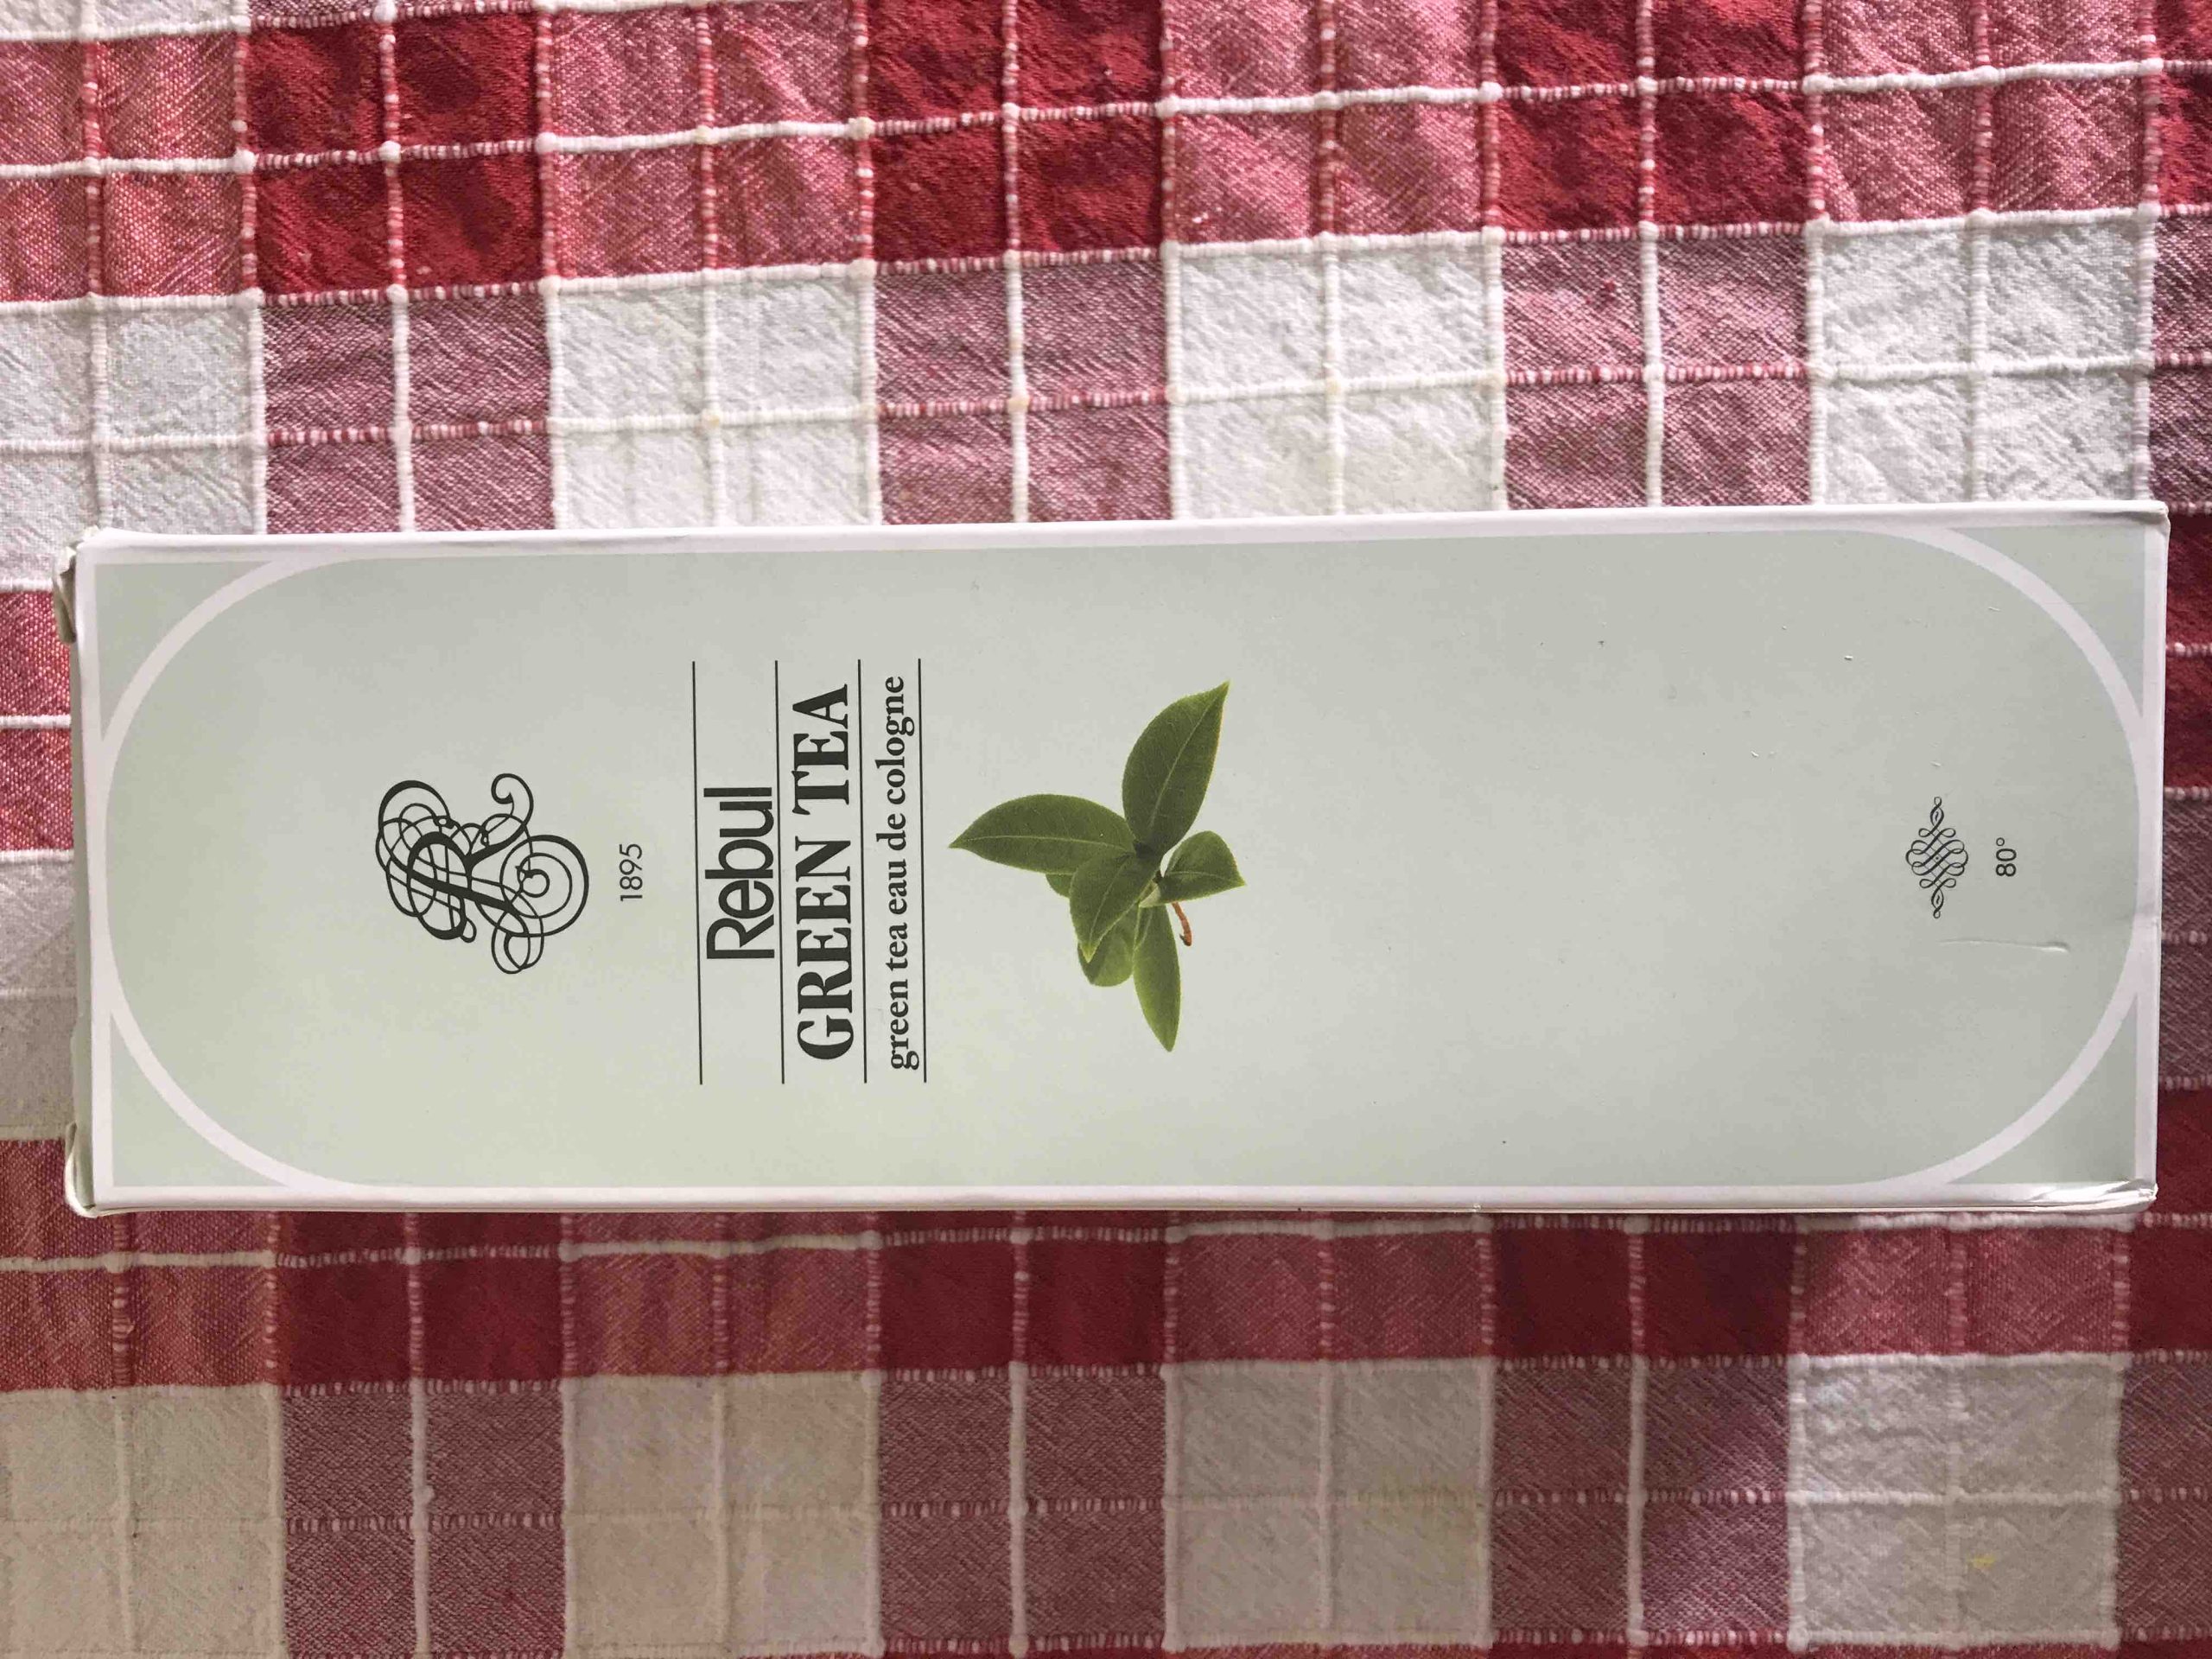 R
1895
Rebul
GREEN TEA
green tea eau de cologne
80°